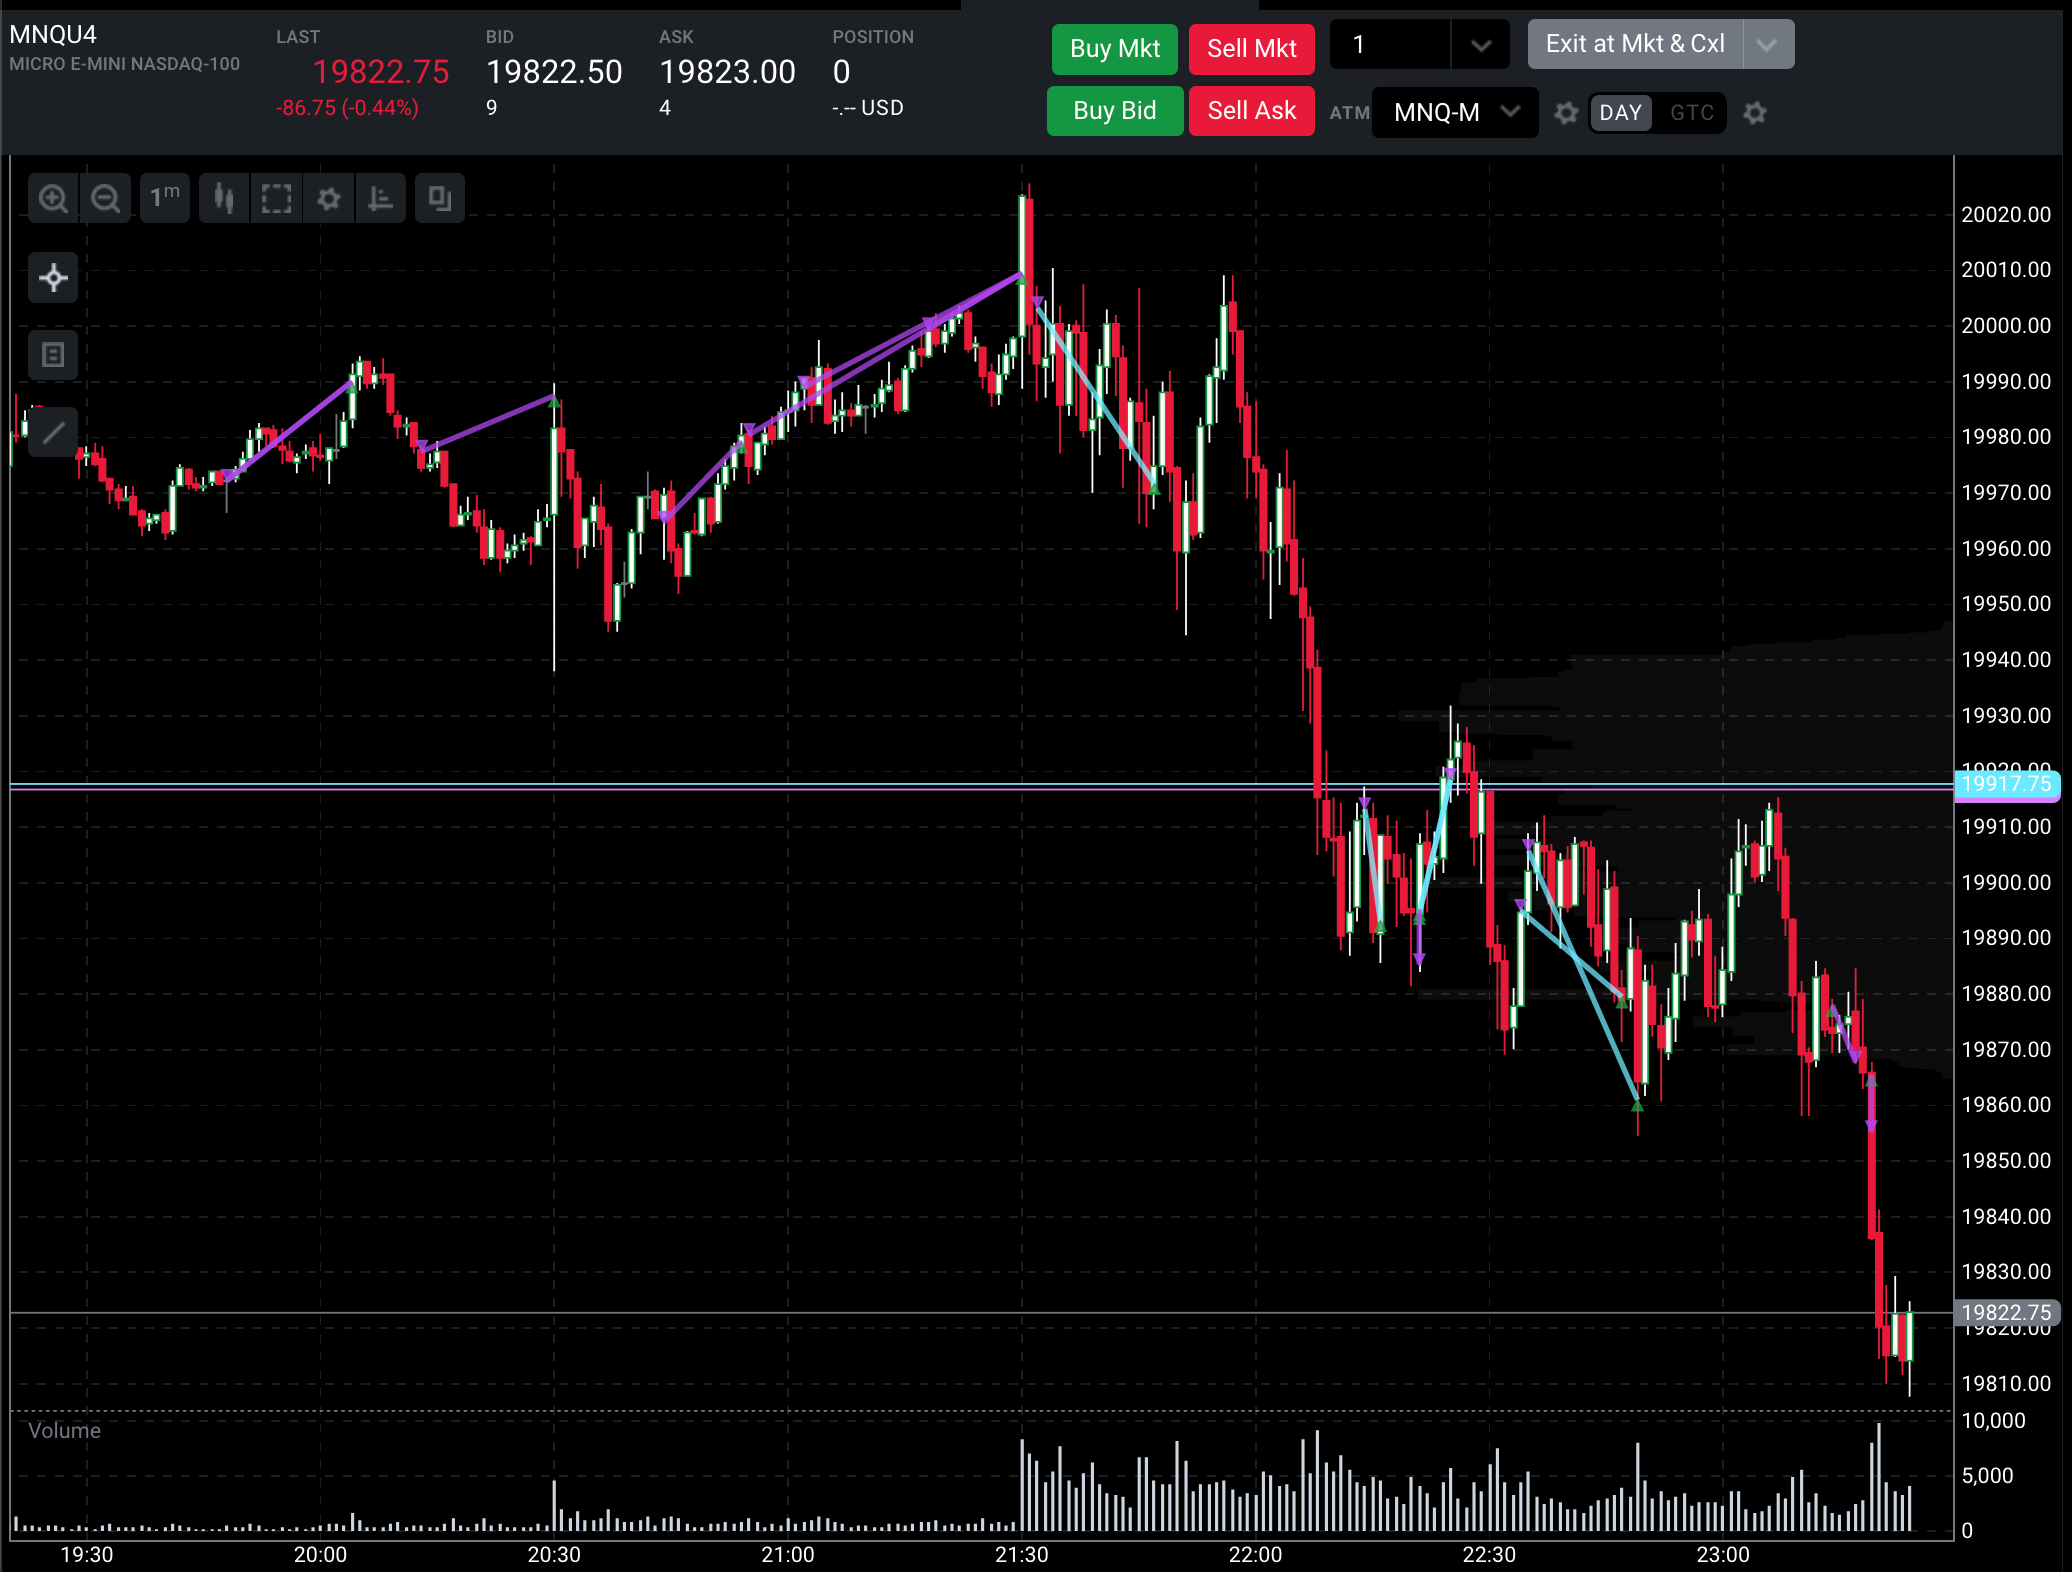 MNQU4
MICRO E-MINI NASDAQ-100
LAST
19822.75
-86.75 (-0.44%)
BID
19822.50
9
ASK
19823.00
4
POSITION
0
-.-- USD
Buy Mkt
Sell Mkt
1
Exit at Mkt & Cxl
Buy Bid
Sell Ask
ATM
MNQ-M
DAY
GTC
1m
20020.00
20010.00
20000.00
19990.00
19980.00
19970.00
19960.00
19950.00
19940.00
19930.00
19920.00
19917.75
19910.00
19900.00
19890.00
19880.00
19870.00
19860.00
19850.00
19840.00
19830.00
19822.75
19820.00
19810.00
Volume
10,000
5,000
0
19:30
20:00
20:30
21:00
21:30
22:00
22:30
23:00